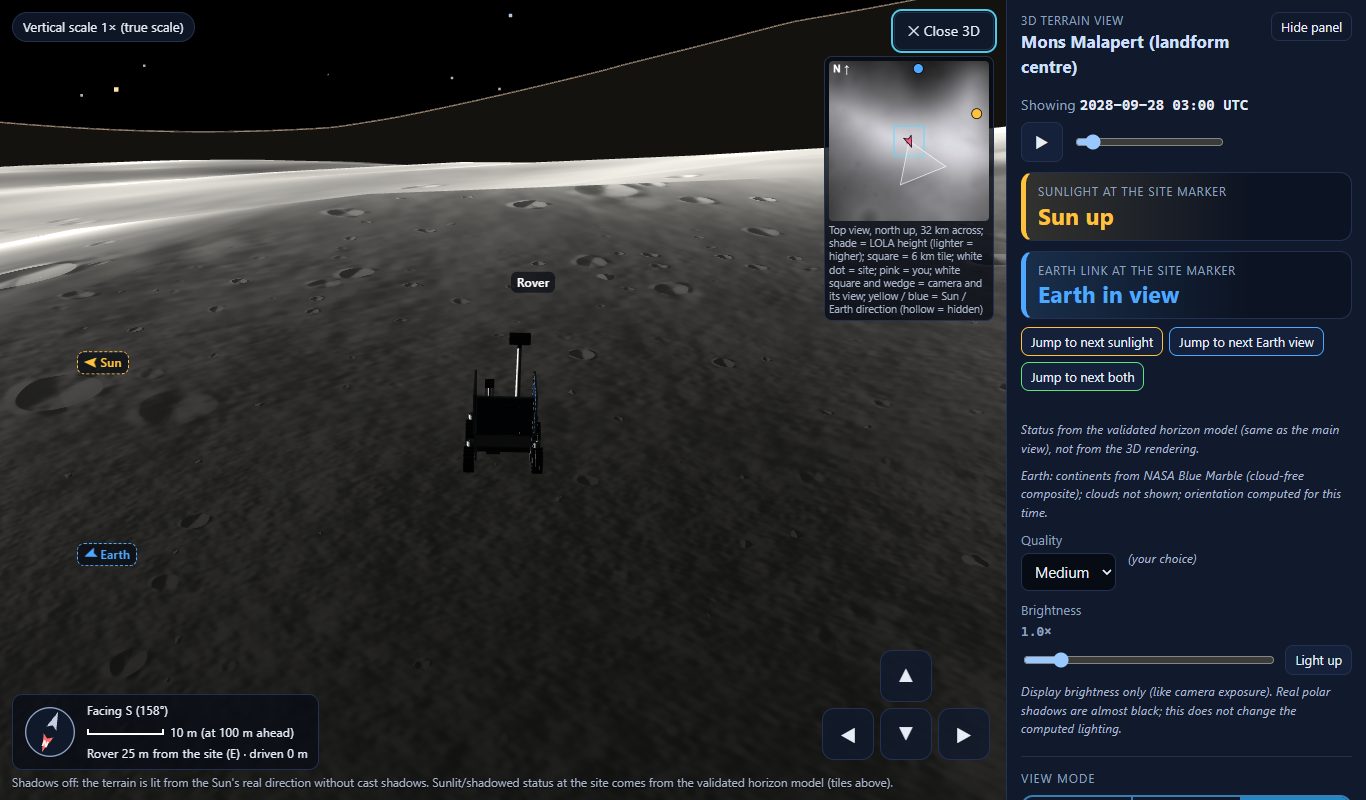 Vertical scale 1× (true scale)
✕ Close 3D
N ↑
Top view, north up, 32 km across;
shade = LOLA height (lighter =
higher); square = 6 km tile; white
dot = site; pink = you; white
square and wedge = camera and
its view; yellow / blue = Sun /
Earth direction (hollow = hidden)
Rover
Sun
Earth
Facing S (158°)
10 m (at 100 m ahead)
Rover 25 m from the site (E) · driven 0 m
Shadows off: the terrain is lit from the Sun's real direction without cast shadows. Sunlit/shadowed status at the site comes from the validated horizon model (tiles above).
3D TERRAIN VIEW
Hide panel
Mons Malapert (landform
centre)
Showing 2028-09-28 03:00 UTC
SUNLIGHT AT THE SITE MARKER
Sun up
EARTH LINK AT THE SITE MARKER
Earth in view
Jump to next sunlight
Jump to next Earth view
Jump to next both
Status from the validated horizon model (same as the main
view), not from the 3D rendering.
Earth: continents from NASA Blue Marble (cloud-free
composite); clouds not shown; orientation computed for this
time.
Quality
Medium
(your choice)
Brightness
1.0×
Light up
Display brightness only (like camera exposure). Real polar
shadows are almost black; this does not change the
computed lighting.
VIEW MODE